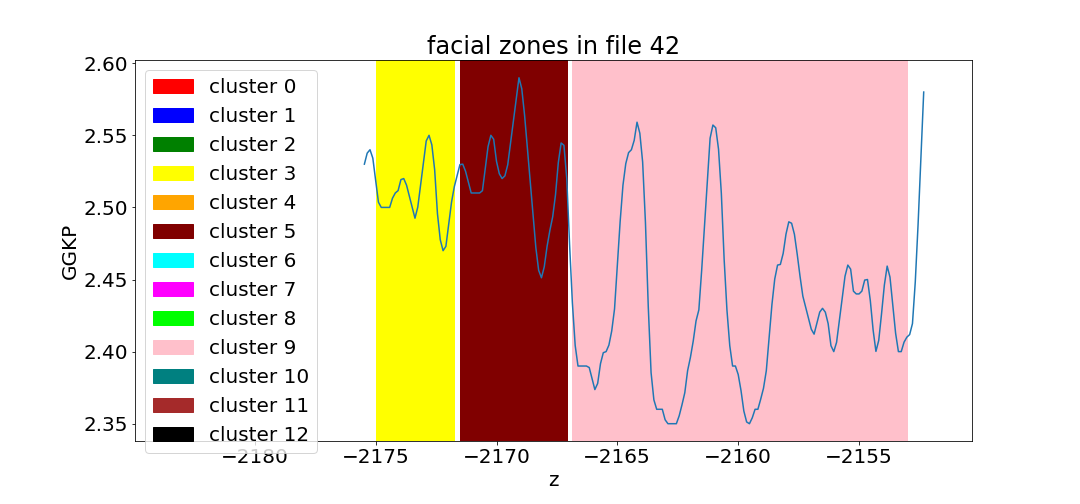 facial zones in file 42
2.60
2.55
2.50
2.45
2.40
2.35
GGKP
cluster 0
cluster 1
cluster 2
cluster 3
cluster 4
cluster 5
cluster 6
cluster 7
cluster 8
cluster 9
cluster 10
cluster 11
cluster 12
−2180 −2175 −2170 −2165 −2160 −2155
z